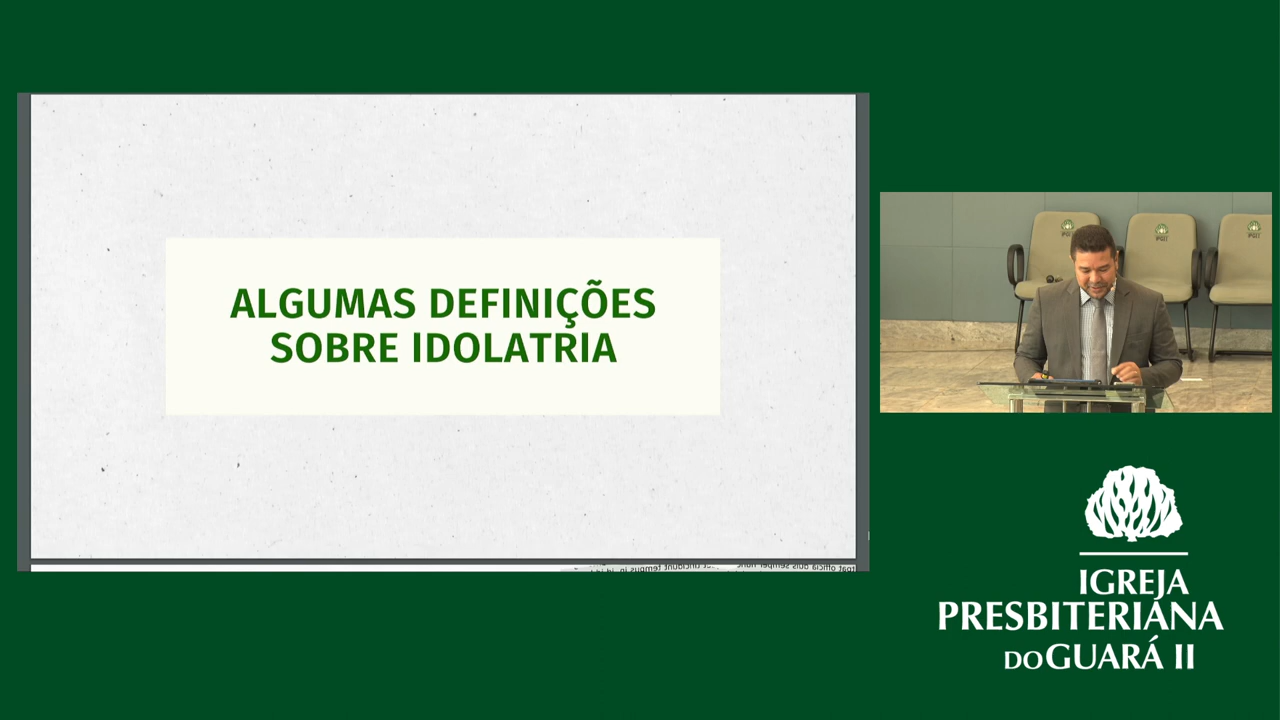 ALGUMAS DEFINIÇÕES
SOBRE IDOLATRIA
IGREJA
PRESBITERIANA
DO GUARÁ II